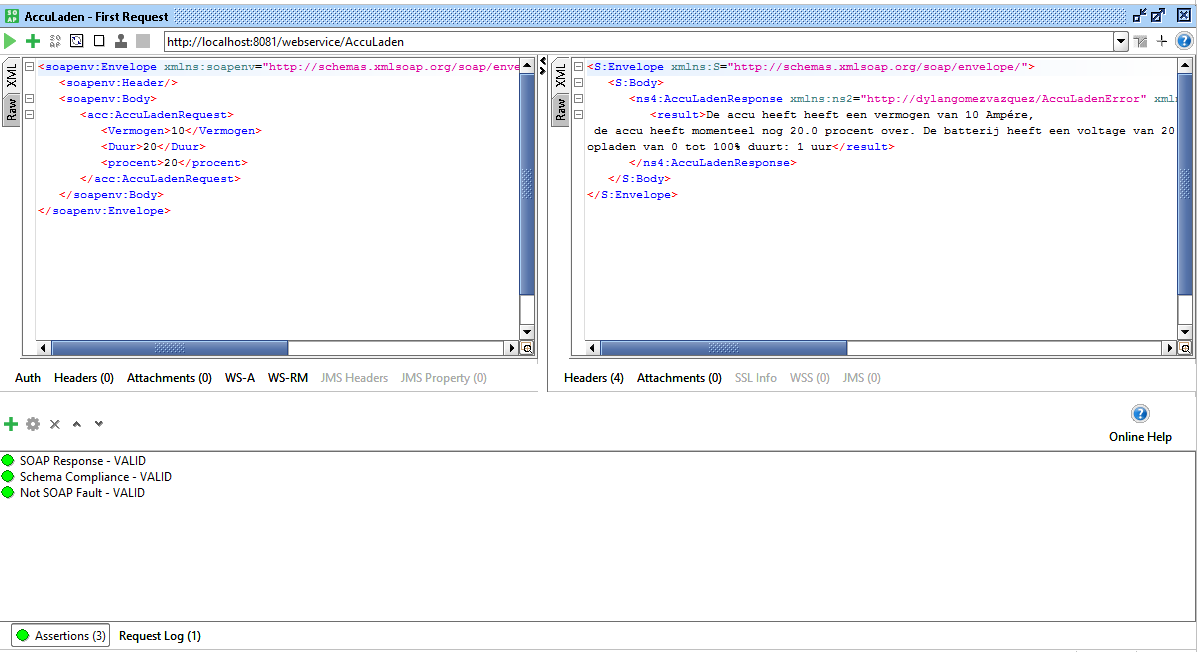 AccuLaden - First Request
http://localhost:8081/webservice/AccuLaden
XML
Raw
<soapenv:Envelope xmlns:soapenv="http://schemas.xmlsoap.org/soap/enve
<soapenv:Header/>
<soapenv:Body>
<acc:AccuLadenRequest>
<Vermogen>10</Vermogen>
<Duur>20</Duur>
<procent>20</procent>
</acc:AccuLadenRequest>
</soapenv:Body>
</soapenv:Envelope>
XML
Raw
<S:Envelope xmlns:S="http://schemas.xmlsoap.org/soap/envelope/">
<S:Body>
<ns4:AccuLadenResponse xmlns:ns2="http://dylangomezvazquez/AccuLadenError" xml
<result>De accu heeft heeft een vermogen van 10 Ampére,
de accu heeft momenteel nog 20.0 procent over. De batterij heeft een voltage van 20
opladen van 0 tot 100% duurt: 1 uur</result>
</ns4:AccuLadenResponse>
</S:Body>
</S:Envelope>
Auth Headers (0) Attachments (0) WS-A WS-RM JMS Headers JMS Property (0)
Headers (4) Attachments (0) SSL Info WSS (0) JMS (0)
Online Help
SOAP Response - VALID
Schema Compliance - VALID
Not SOAP Fault - VALID
Assertions (3) Request Log (1)